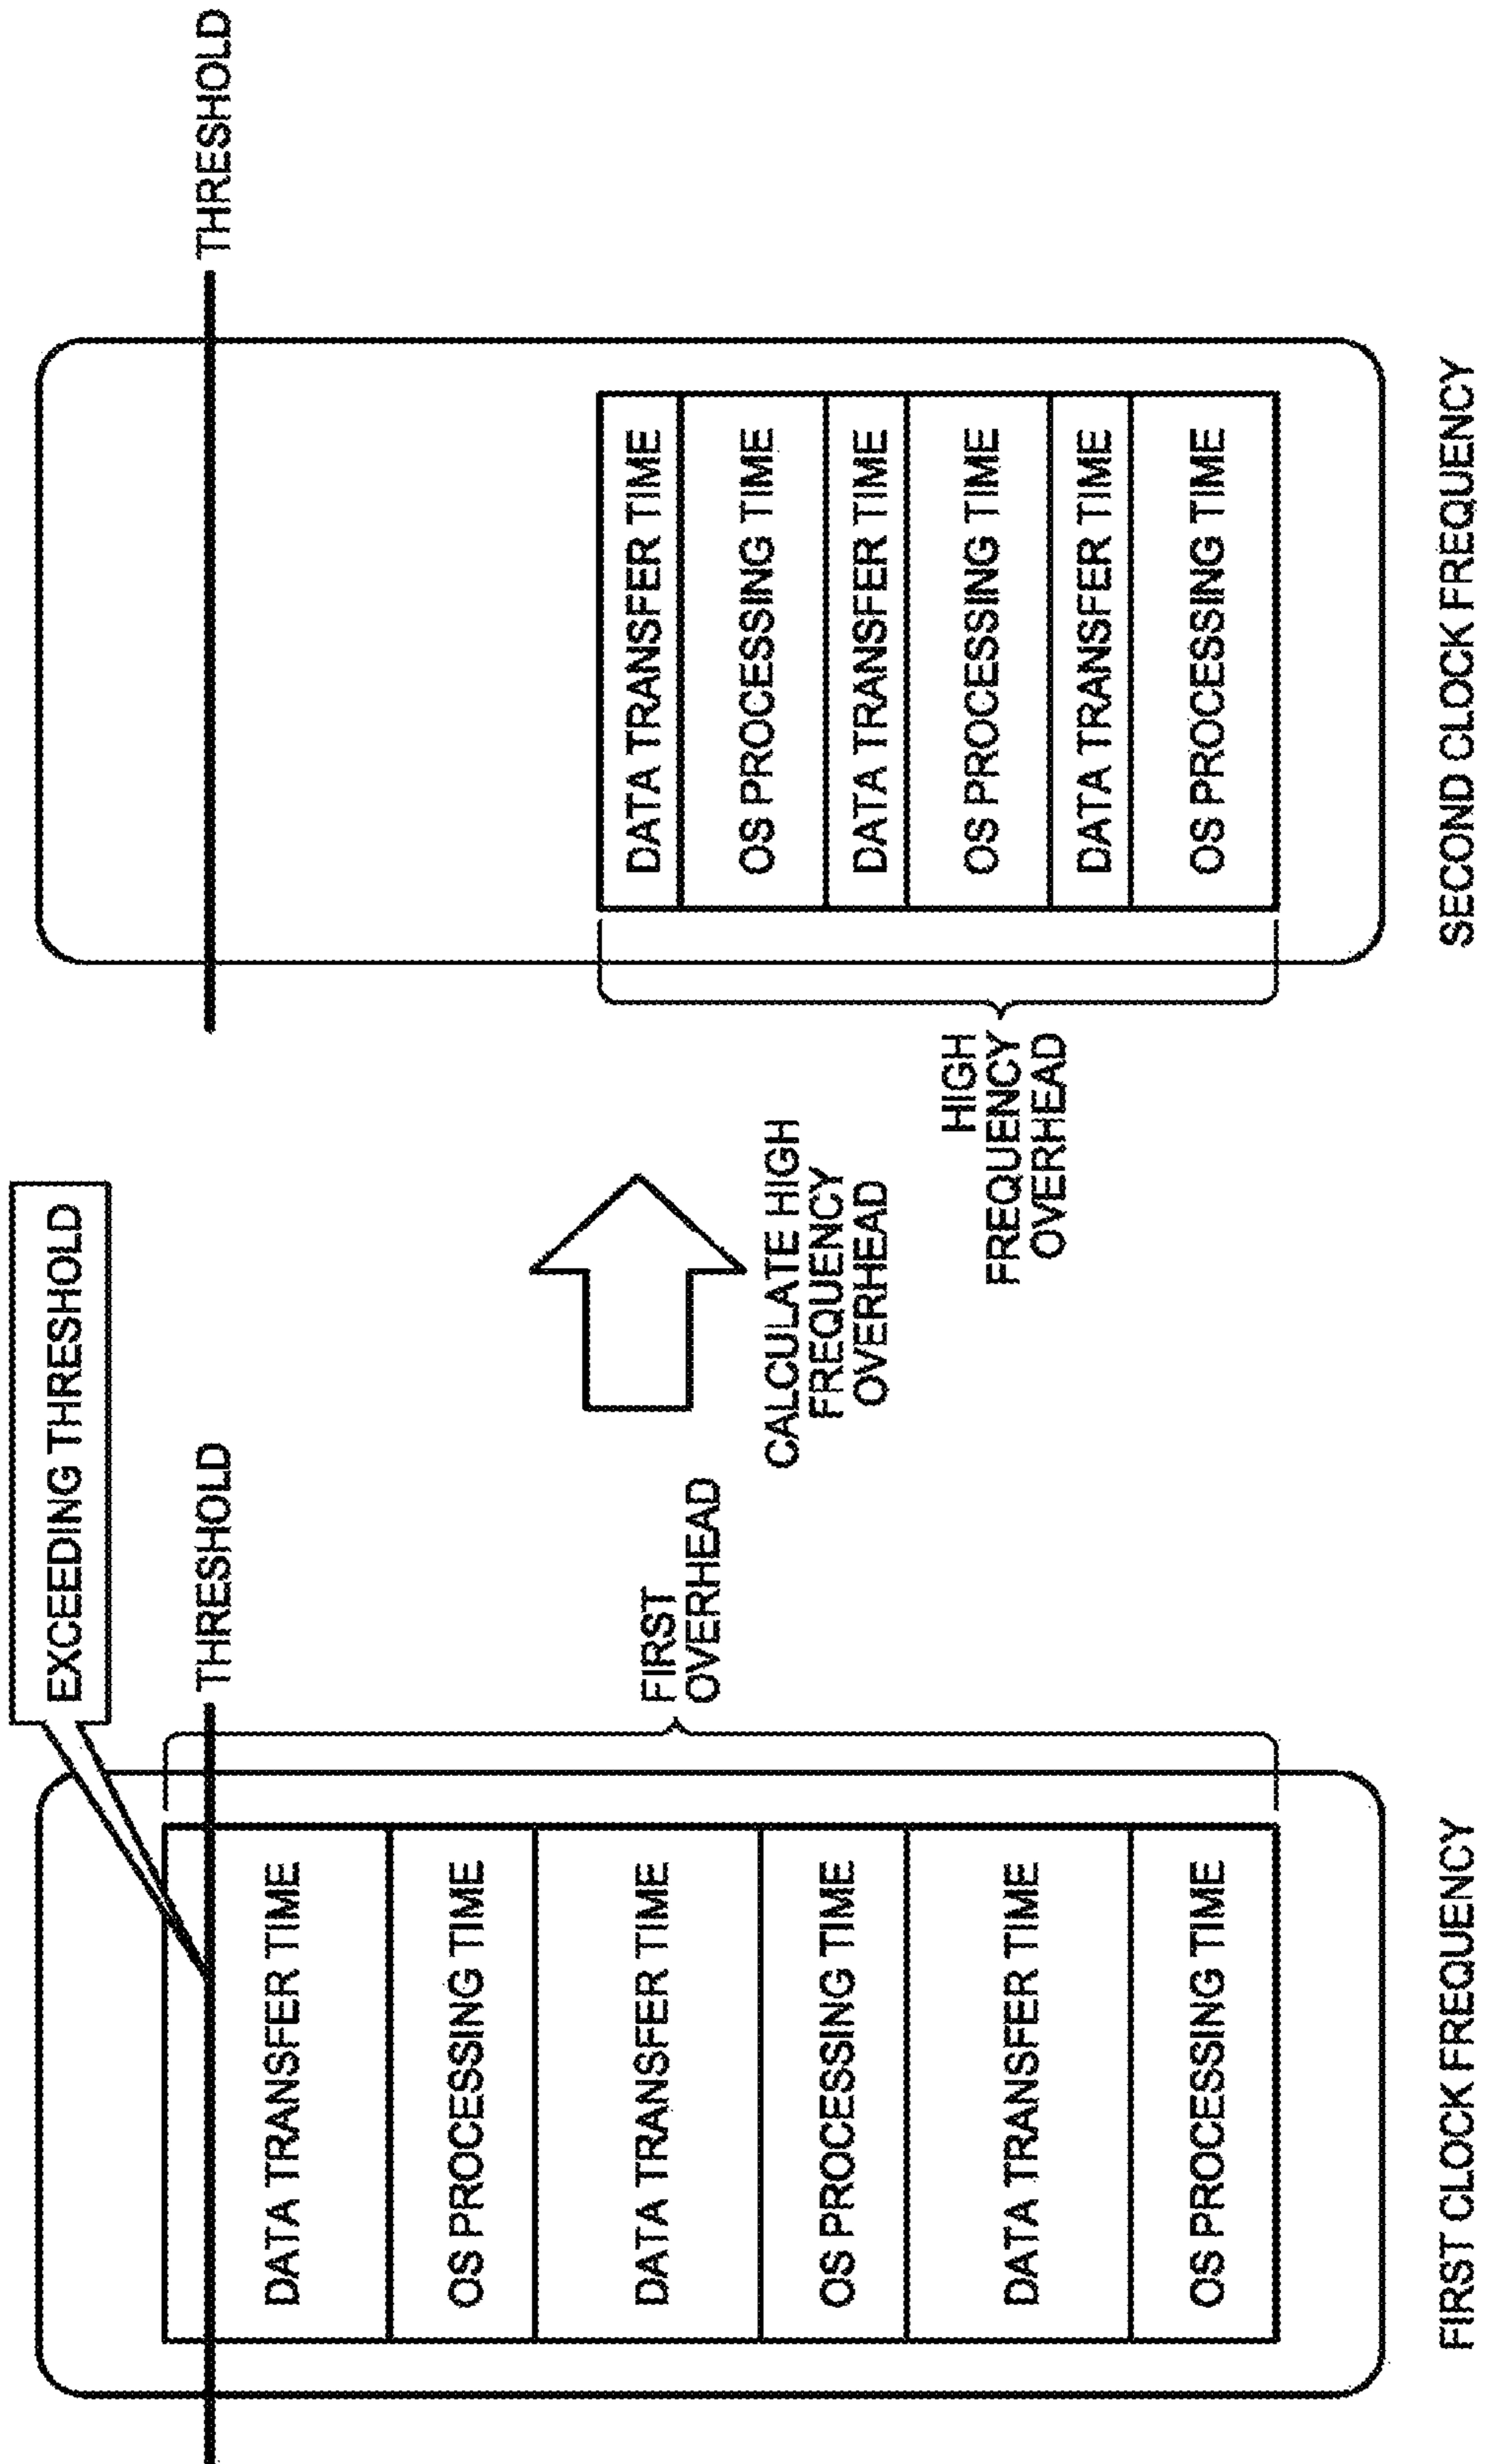 EXCEEDING THRESHOLD
THRESHOLD
DATA TRANSFER TIME
OS PROCESSING TIME
DATA TRANSFER TIME
OS PROCESSING TIME
DATA TRANSFER TIME
OS PROCESSING TIME
FIRST
OVERHEAD
FIRST CLOCK FREQUENCY
CALCULATE HIGH
FREQUENCY
OVERHEAD
THRESHOLD
DATA TRANSFER TIME
OS PROCESSING TIME
DATA TRANSFER TIME
OS PROCESSING TIME
DATA TRANSFER TIME
OS PROCESSING TIME
HIGH
FREQUENCY
OVERHEAD
SECOND CLOCK FREQUENCY